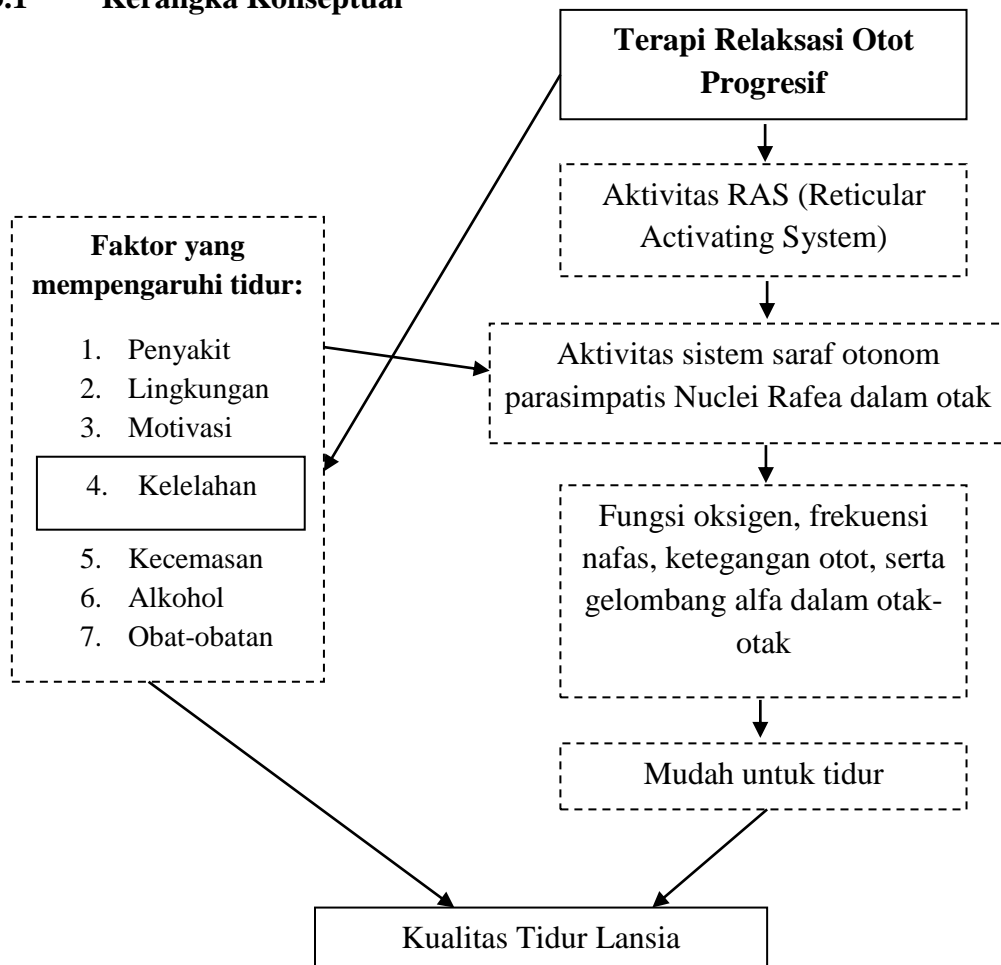 Kerangka Konseptual
Terapi Relaksasi Otot
Progresif
Aktivitas RAS (Reticular
Activating System)
Faktor yang
mempengaruhi tidur:
1. Penyakit
2. Lingkungan
3. Motivasi
4. Kelelahan
5. Kecemasan
6. Alkohol
7. Obat-obatan
Aktivitas sistem saraf otonom
parasimpatis Nuclei Rafea dalam otak
Fungsi oksigen, frekuensi
nafas, ketegangan otot, serta
gelombang alfa dalam otak-
otak
Mudah untuk tidur
Kualitas Tidur Lansia